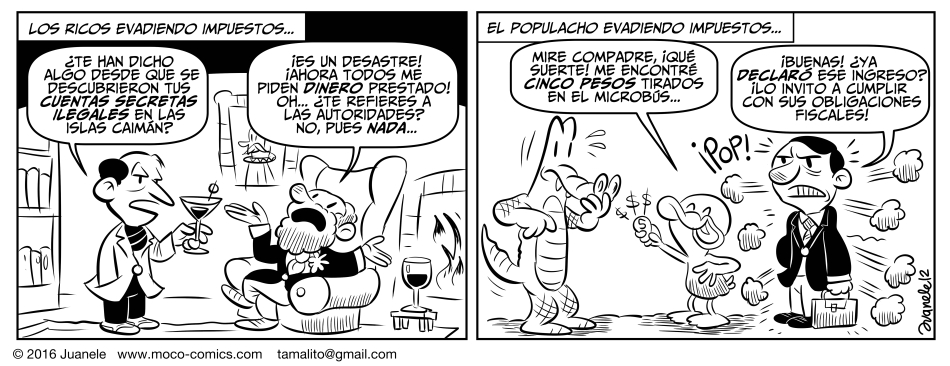 LOS RICOS EVADIENDO IMPUESTOS...
¿TE HAN DICHO
ALGO DESDE QUE SE
DESCUBRIERON TUS
CUENTAS SECRETAS
ILEGALES EN LAS
ISLAS CAIMÁN?
¡ES UN DESASTRE!
¡AHORA TODOS ME
PIDEN DINERO PRESTADO!
OH... ¿TE REFIERES A
LAS AUTORIDADES?
NO, PUES NADA...
EL POPULACHO EVADIENDO IMPUESTOS...
MIRE COMPADRE, ¡QUÉ
SUERTE! ME ENCONTRÉ
CINCO PESOS TIRADOS
EN EL MICROBÚS...
¡POP!
¡BUENAS! ¿YA
DECLARÓ ESE INGRESO?
¡LO INVITO A CUMPLIR
CON SUS OBLIGACIONES
FISCALES!
$ $ $ $ $
Juanele 12
© 2016 Juanele www.moco-comics.com tamalito@gmail.com